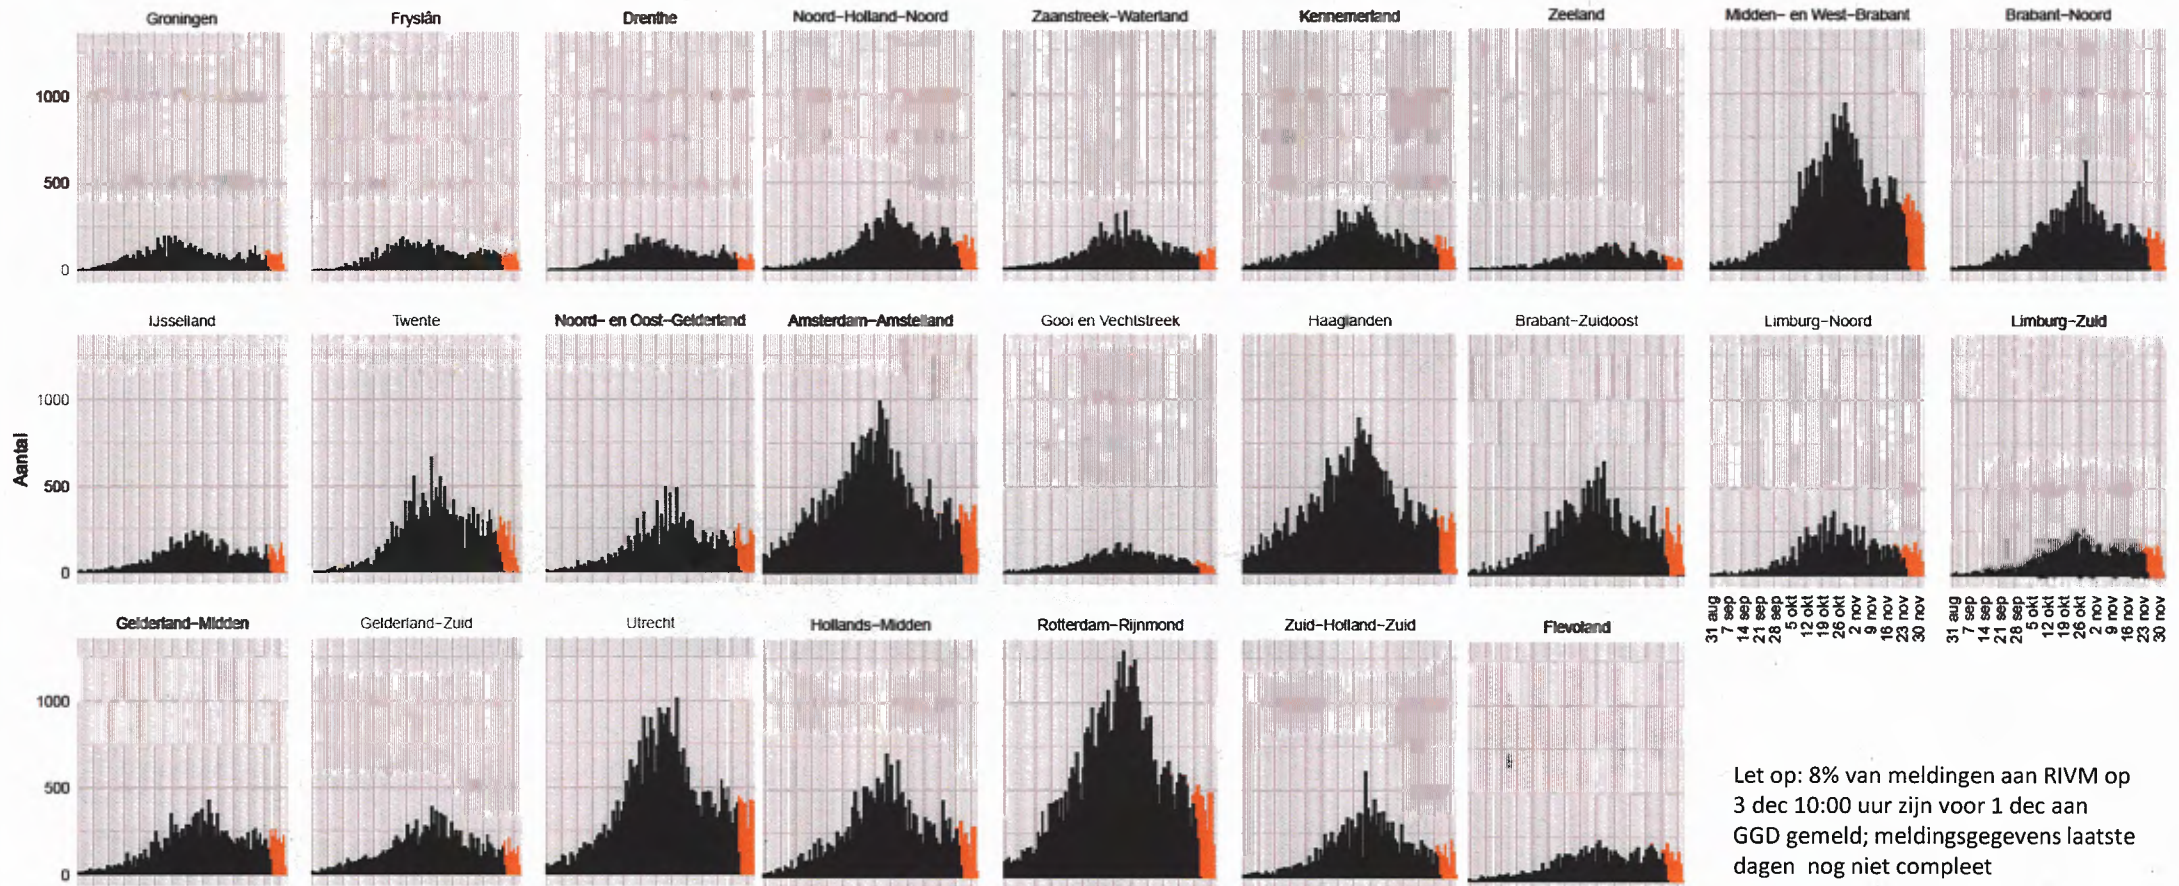 Groningen
Fryslân
Drenthe
Noord-Holland-Noord
Zaanstreek-Waterland
Kennemerland
Zeeland
Midden- en West-Brabant
Brabant-Noord
1000
500
0
IJsselland
Twente
Noord- en Oost-Gelderland
Amsterdam-Amstelland
Gooi en Vechtstreek
Haaglanden
Brabant-Zuidoost
Limburg-Noord
Limburg-Zuid
Aantal
1000
500
0
31 aug
7 sep
14 sep
21 sep
28 sep
5 okt
12 okt
19 okt
26 okt
2 nov
9 nov
16 nov
23 nov
30 nov
31 aug
7 sep
14 sep
21 sep
28 sep
5 okt
12 okt
19 okt
26 okt
2 nov
9 nov
16 nov
23 nov
30 nov
Gelderland-Midden
Gelderland-Zuid
Utrecht
Hollands-Midden
Rotterdam-Rijnmond
Zuid-Holland-Zuid
Flevoland
1000
500
0
Let op: 8% van meldingen aan RIVM op
3 dec 10:00 uur zijn voor 1 dec aan
GGD gemeld; meldingsgegevens laatste
dagen nog niet compleet